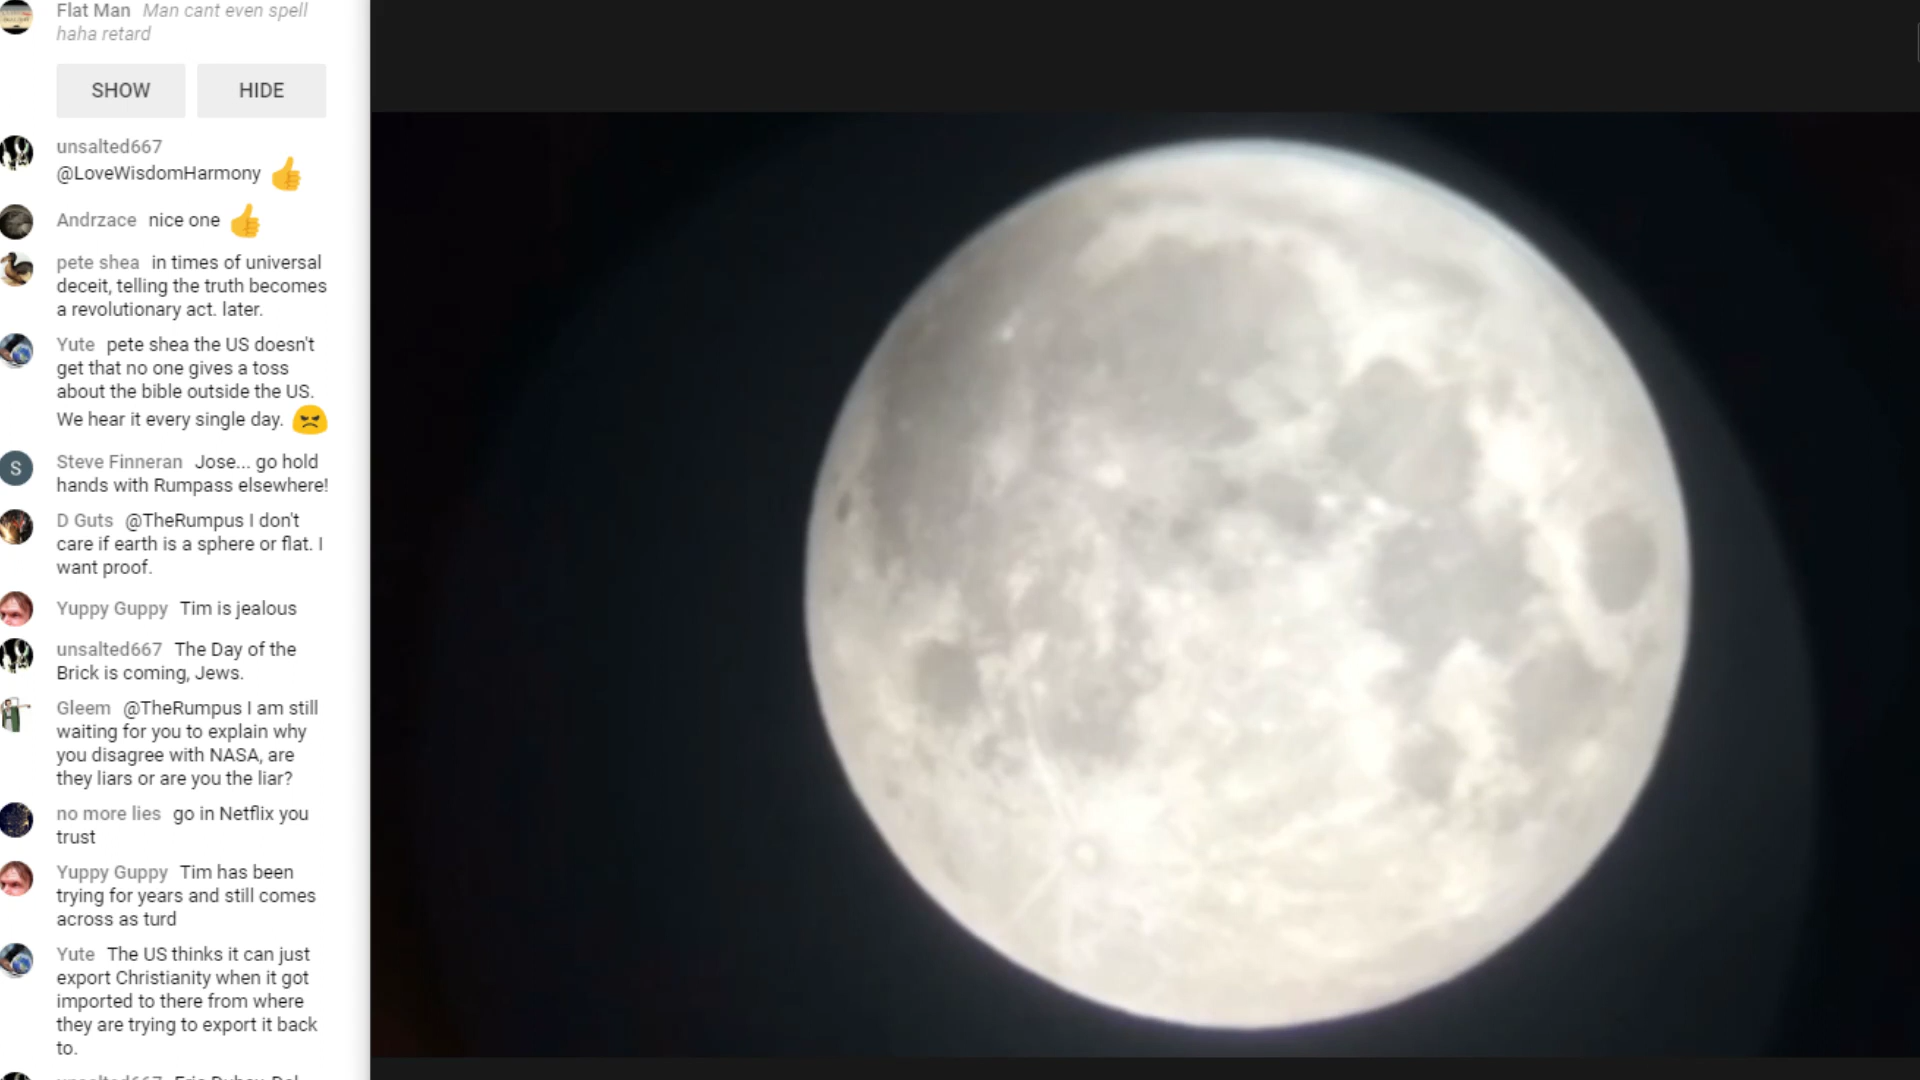 Flat Man Man cant even spell
haha retard
SHOW HIDE
unsalted667
@LoveWisdomHarmony
Andrzace nice one
pete shea in times of universal
deceit, telling the truth becomes
a revolutionary act. later.
Yute pete shea the US doesn't
get that no one gives a toss
about the bible outside the US.
We hear it every single day.
S
Steve Finneran Jose... go hold
hands with Rumpass elsewhere!
D Guts @TheRumpus I don't
care if earth is a sphere or flat. I
want proof.
Yuppy Guppy Tim is jealous
unsalted667 The Day of the
Brick is coming, Jews.
Gleem @TheRumpus I am still
waiting for you to explain why
you disagree with NASA, are
they liars or are you the liar?
no more lies go in Netflix you
trust
Yuppy Guppy Tim has been
trying for years and still comes
across as turd
Yute The US thinks it can just
export Christianity when it got
imported to there from where
they are trying to export it back
to.
unsalted667